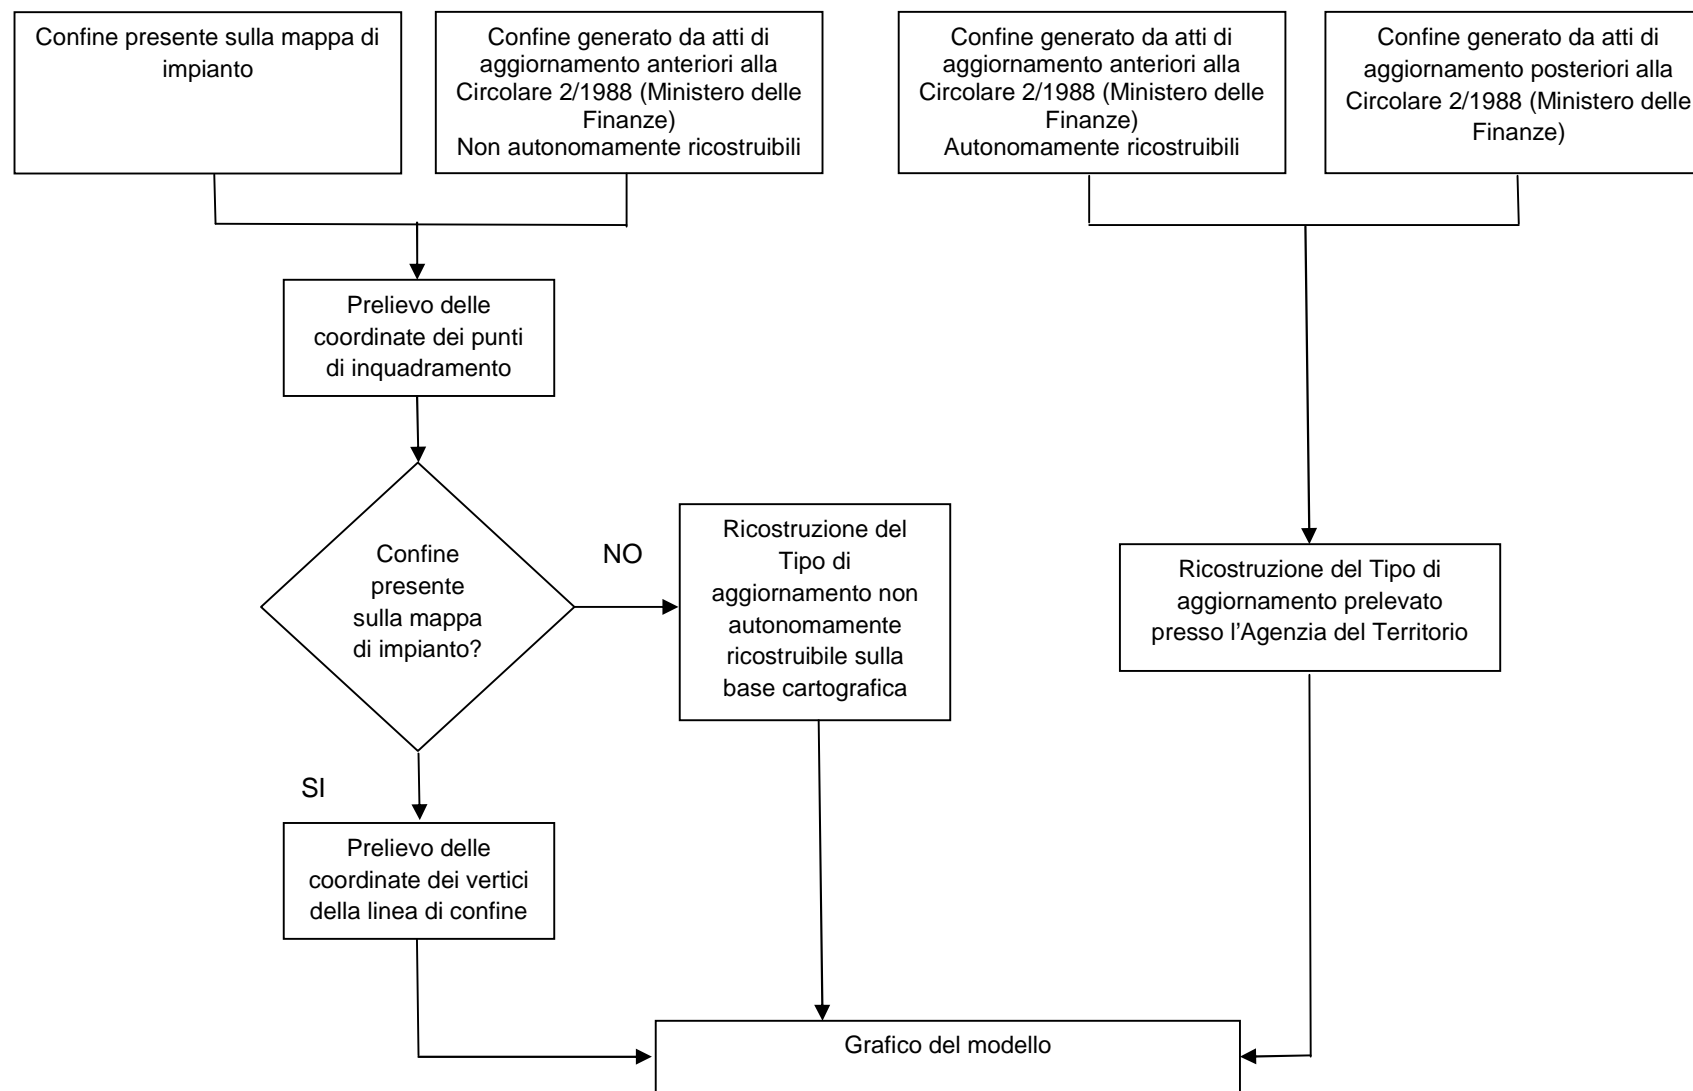 Confine presente sulla mappa di
impianto
Confine generato da atti di
aggiornamento anteriori alla
Circolare 2/1988 (Ministero delle
Finanze)
Non autonomamente ricostruibili
Confine generato da atti di
aggiornamento anteriori alla
Circolare 2/1988 (Ministero delle
Finanze)
Autonomamente ricostruibili
Confine generato da atti di
aggiornamento posteriori alla
Circolare 2/1988 (Ministero delle
Finanze)
Prelievo delle
coordinate dei punti
di inquadramento
Confine
presente
sulla mappa
di impianto?
NO
Ricostruzione del
Tipo di
aggiornamento non
autonomamente
ricostruibile sulla
base cartografica
Ricostruzione del Tipo di
aggiornamento prelevato
presso l’Agenzia del Territorio
SI
Prelievo delle
coordinate dei vertici
della linea di confine
Grafico del modello